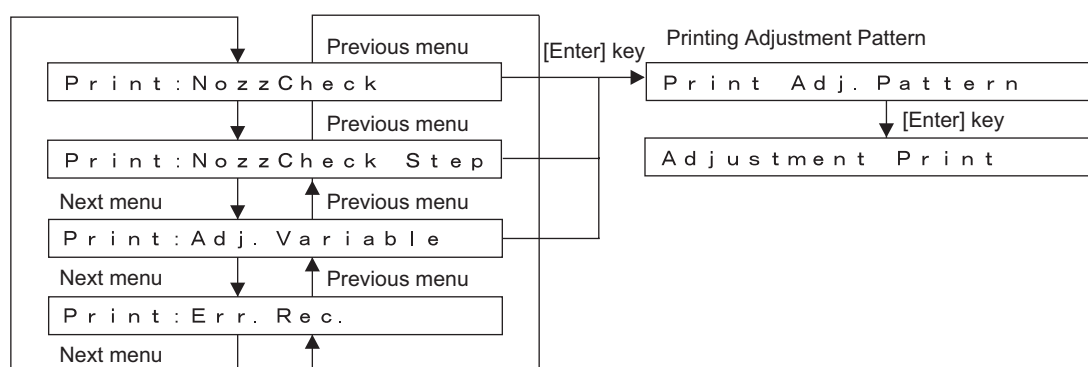 Previous menu
[Enter] key
Printing Adjustment Pattern
Print:NozzCheck
Print Adj. Pattern
Previous menu
[Enter] key
Print:NozzCheck Step
Adjustment Print
Next menu
Previous menu
Print:Adj. Variable
Next menu
Previous menu
Print:Err. Rec.
Next menu